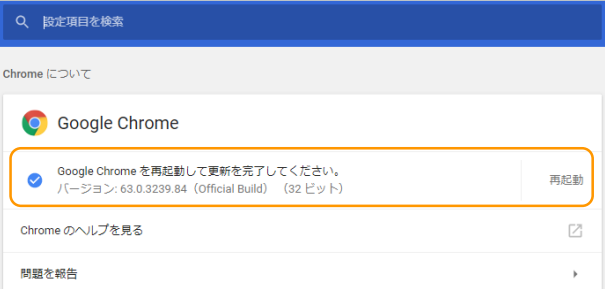 設定項目を検索
Chrome について
Google Chrome
Google Chrome を再起動して更新を完了してください。
バージョン: 63.0.3239.84（Official Build）（32 ビット）
再起動
Chrome のヘルプを見る
問題を報告